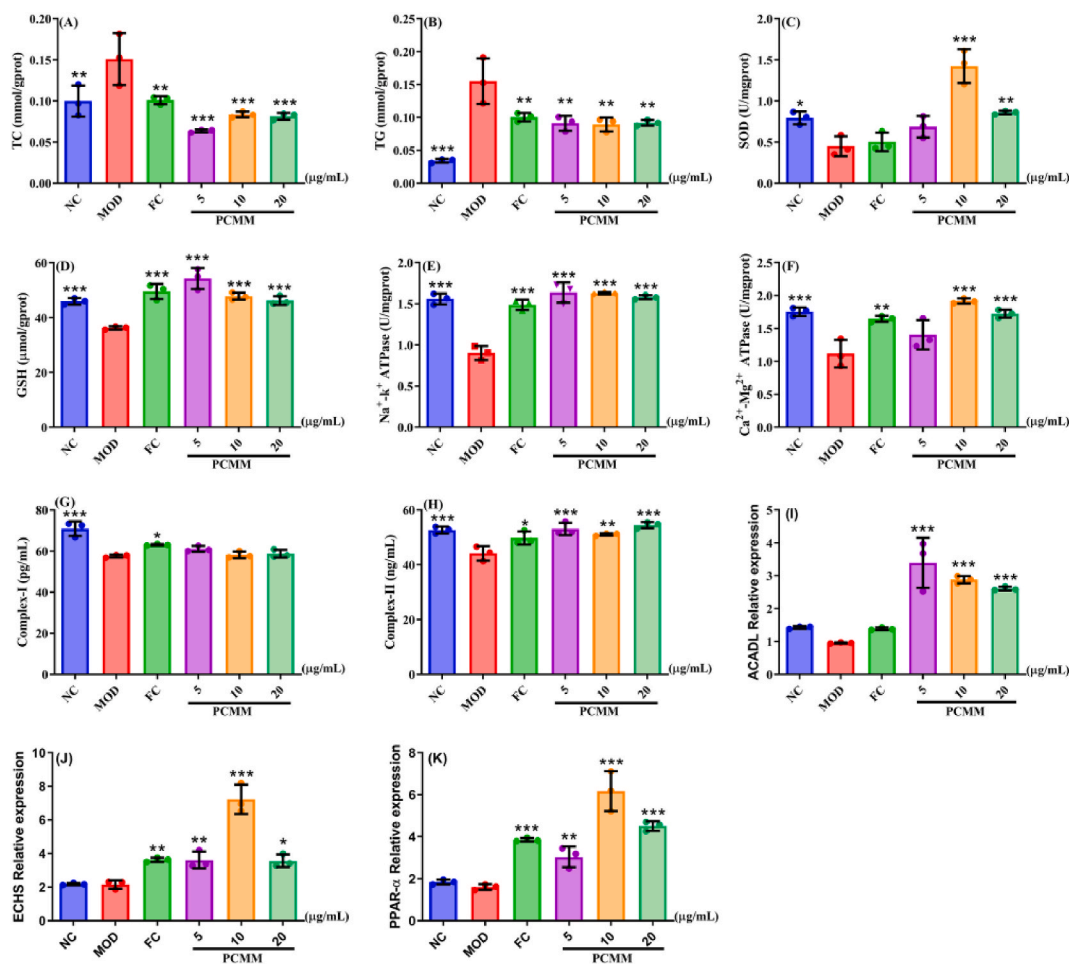 (A)
TC (mmol/gprot)
0.20
0.15
0.10
0.05
0.00
**
**
***
***
***
NC
MOD
FC
5
10
20
(μg/mL)
PCMM
(B)
TG (mmol/gprot)
0.20
0.15
0.10
0.05
0.00
***
**
**
**
**
NC
MOD
FC
5
10
20
(μg/mL)
PCMM
(C)
SOD (U/mgprot)
2.0
1.5
1.0
0.5
0.0
*
***
**
NC
MOD
FC
5
10
20
(μg/mL)
PCMM
(D)
GSH (μmol/gprot)
60
40
20
0
***
***
***
***
***
NC
MOD
FC
5
10
20
(μg/mL)
PCMM
(E)
Na⁺-k⁺ ATPase (U/mgprot)
2.0
1.5
1.0
0.5
0.0
***
***
***
***
***
NC
MOD
FC
5
10
20
(μg/mL)
PCMM
(F)
Ca²⁺-Mg²⁺ ATPase (U/mgprot)
2.5
2.0
1.5
1.0
0.5
0.0
***
**
***
***
NC
MOD
FC
5
10
20
(μg/mL)
PCMM
(G)
Complex-I (pg/mL)
80
60
40
20
0
***
*
NC
MOD
FC
5
10
20
(μg/mL)
PCMM
(H)
Complex-II (ng/mL)
60
40
20
0
***
*
***
**
***
NC
MOD
FC
5
10
20
(μg/mL)
PCMM
(I)
ACADL Relative expression
5
4
3
2
1
0
***
***
***
NC
MOD
FC
5
10
20
(μg/mL)
PCMM
(J)
ECHS Relative expression
10
8
6
4
2
0
**
**
***
*
NC
MOD
FC
5
10
20
(μg/mL)
PCMM
(K)
PPAR-α Relative expression
8
6
4
2
0
***
**
***
***
NC
MOD
FC
5
10
20
(μg/mL)
PCMM